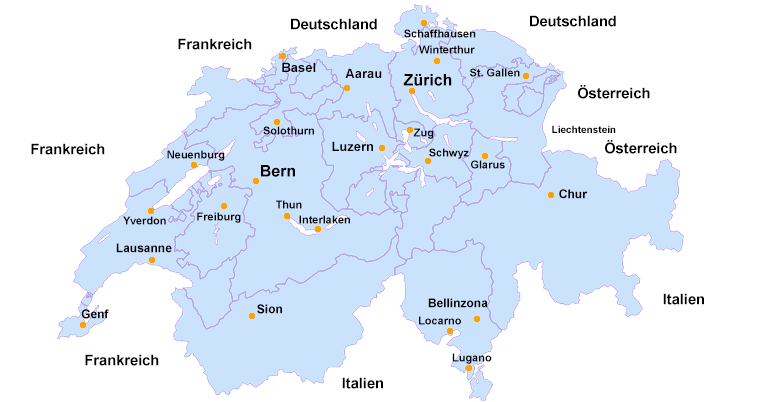 Deutschland
Deutschland
Schaffhausen
Frankreich
Winterthur
Basel
Aarau
Zürich
St. Gallen
Österreich
Solothurn
Zug
Liechtenstein
Frankreich
Neuenburg
Luzern
Schwyz
Glarus
Österreich
Bern
Chur
Yverdon
Freiburg
Thun
Interlaken
Lausanne
Genf
Sion
Bellinzona
Locarno
Italien
Frankreich
Lugano
Italien